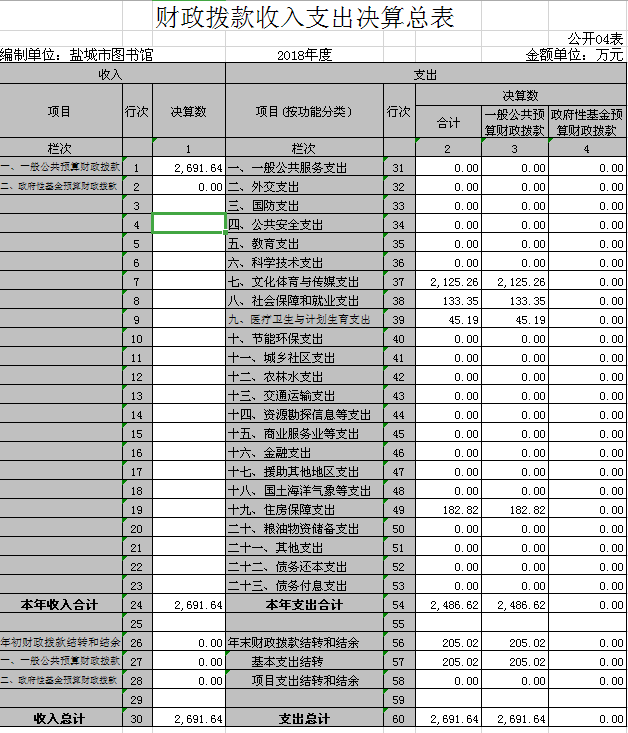 财政拨款收入支出决算总表
公开04表
编制单位：盐城市图书馆 2018年度 金额单位：万元
收入 支出
项目 行次 决算数 项目(按功能分类) 行次 决算数
合计 一般公共预算财政拨款 政府性基金预算财政拨款
栏次 1 栏次 2 3 4
一、一般公共预算财政拨款 1 2,691.64 一、一般公共服务支出 31 0.00 0.00 0.00
二、政府性基金预算财政拨款 2 0.00 二、外交支出 32 0.00 0.00 0.00
3 三、国防支出 33 0.00 0.00 0.00
4 四、公共安全支出 34 0.00 0.00 0.00
5 五、教育支出 35 0.00 0.00 0.00
6 六、科学技术支出 36 0.00 0.00 0.00
7 七、文化体育与传媒支出 37 2,125.26 2,125.26 0.00
8 八、社会保障和就业支出 38 133.35 133.35 0.00
9 九、医疗卫生与计划生育支出 39 45.19 45.19 0.00
10 十、节能环保支出 40 0.00 0.00 0.00
11 十一、城乡社区支出 41 0.00 0.00 0.00
12 十二、农林水支出 42 0.00 0.00 0.00
13 十三、交通运输支出 43 0.00 0.00 0.00
14 十四、资源勘探信息等支出 44 0.00 0.00 0.00
15 十五、商业服务业等支出 45 0.00 0.00 0.00
16 十六、金融支出 46 0.00 0.00 0.00
17 十七、援助其他地区支出 47 0.00 0.00 0.00
18 十八、国土海洋气象等支出 48 0.00 0.00 0.00
19 十九、住房保障支出 49 182.82 182.82 0.00
20 二十、粮油物资储备支出 50 0.00 0.00 0.00
21 二十一、其他支出 51 0.00 0.00 0.00
22 二十二、债务还本支出 52 0.00 0.00 0.00
23 二十三、债务付息支出 53 0.00 0.00 0.00
本年收入合计 24 2,691.64 本年支出合计 54 2,486.62 2,486.62 0.00
25 55
年初财政拨款结转和结余 26 0.00 年末财政拨款结转和结余 56 205.02 205.02 0.00
一、一般公共预算财政拨款 27 0.00 基本支出结转 57 205.02 205.02 0.00
二、政府性基金预算财政拨款 28 0.00 项目支出结转和结余 58 0.00 0.00 0.00
29 59
收入总计 30 2,691.64 支出总计 60 2,691.64 2,691.64 0.00